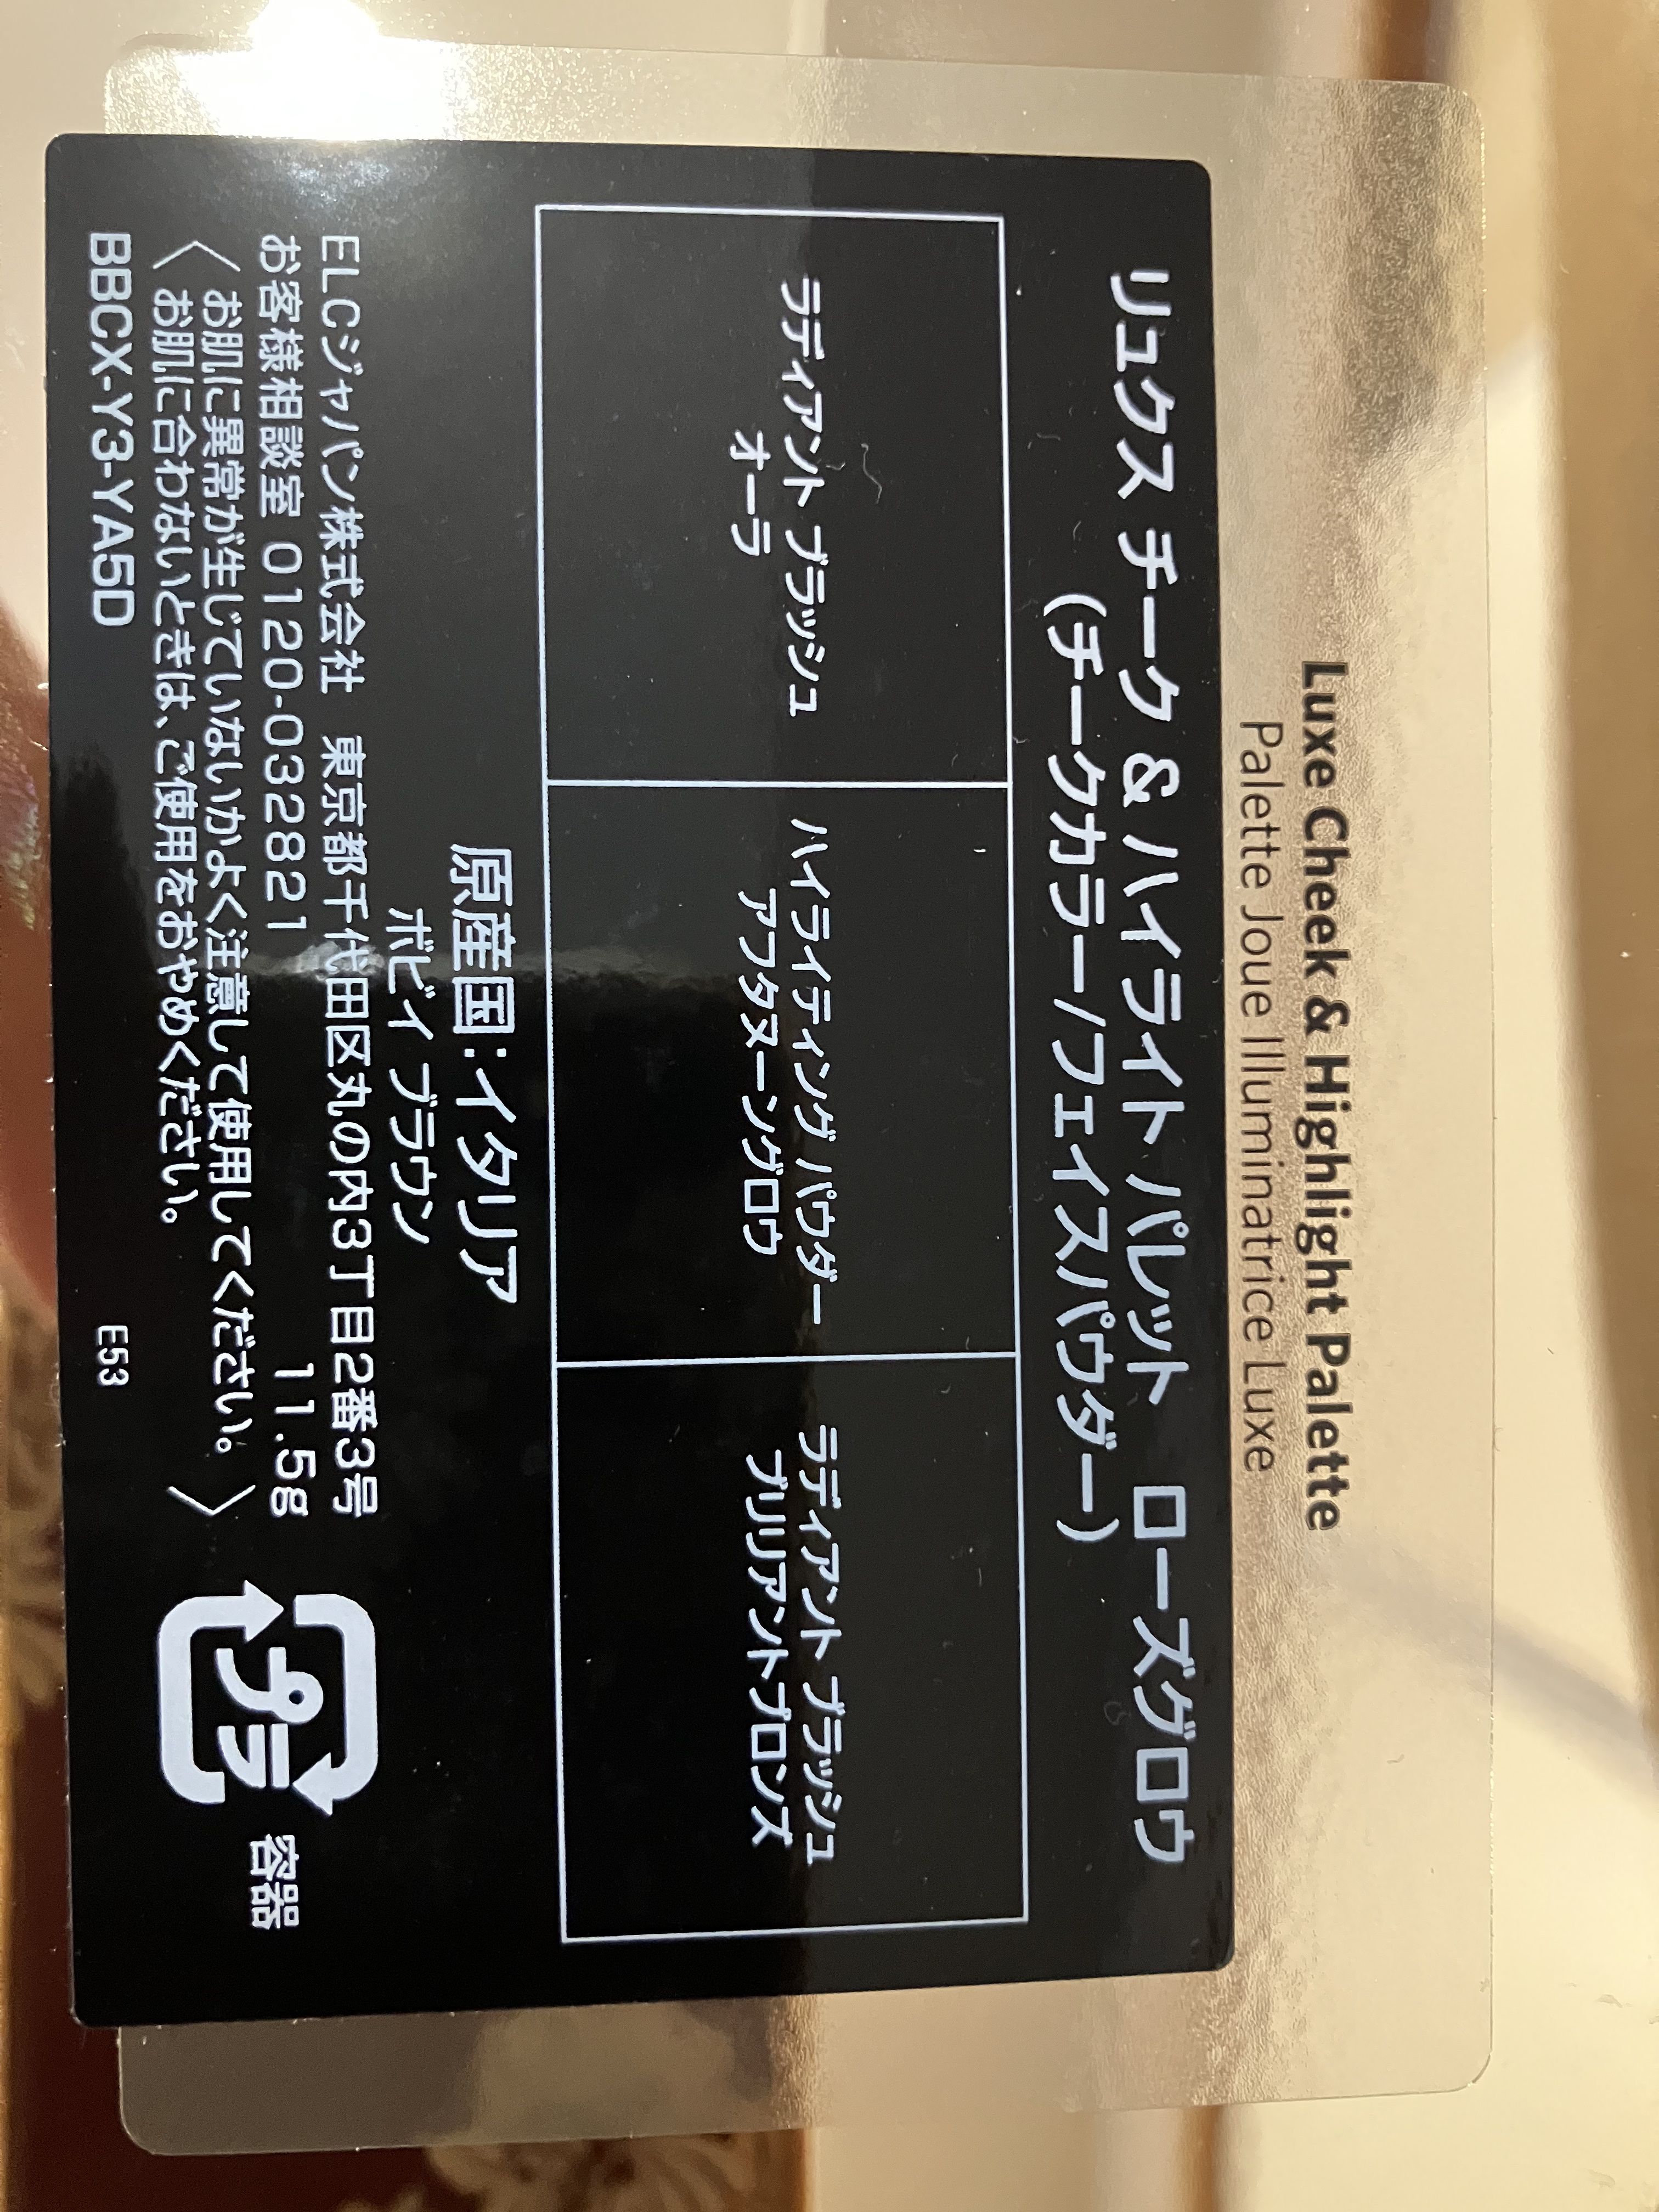 Luxe Cheek & Highlight Palette
Palette Joue Illuminatrice Luxe
リュクス チーク & ハイライト パレット ローズグロウ
(チークカラー/フェイスパウダー)
ラディアント ブラッシュ
オーラ
ハイライティング パウダー
アフタヌーングロウ
ラディアント ブラッシュ
ブリリアントブロンズ
原産国:イタリア
ボビイ ブラウン
ELCジャパン株式会社 東京都千代田区丸の内3丁目2番3号
お客様相談室 0120-032821 11.5g
〈お肌に異常が生じていないかよく注意して使用してください。
お肌に合わないときは、ご使用をおやめください。〉
BBCX-Y3-YA5D E53
プラ
容器